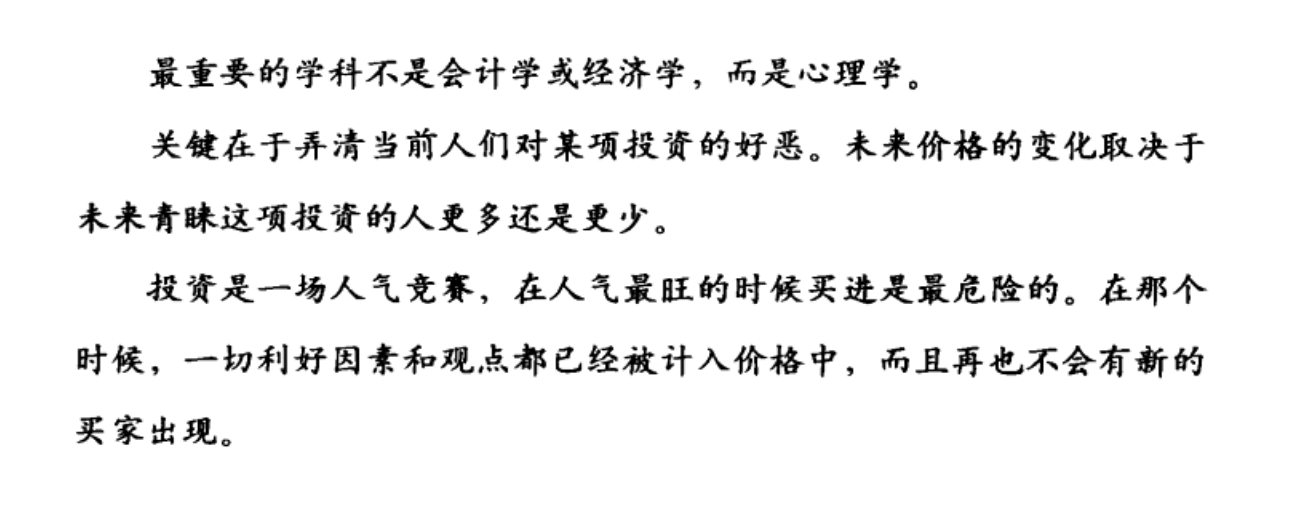 最重要的学科不是会计学或经济学，而是心理学。
关键在于弄清当前人们对某项投资的好恶。未来价格的变化取决于
未来青睐这项投资的人更多还是更少。
投资是一场人气竞赛，在人气最旺的时候买进是最危险的。在那个
时候，一切利好因素和观点都已经被计入价格中，而且再也不会有新的
买家出现。